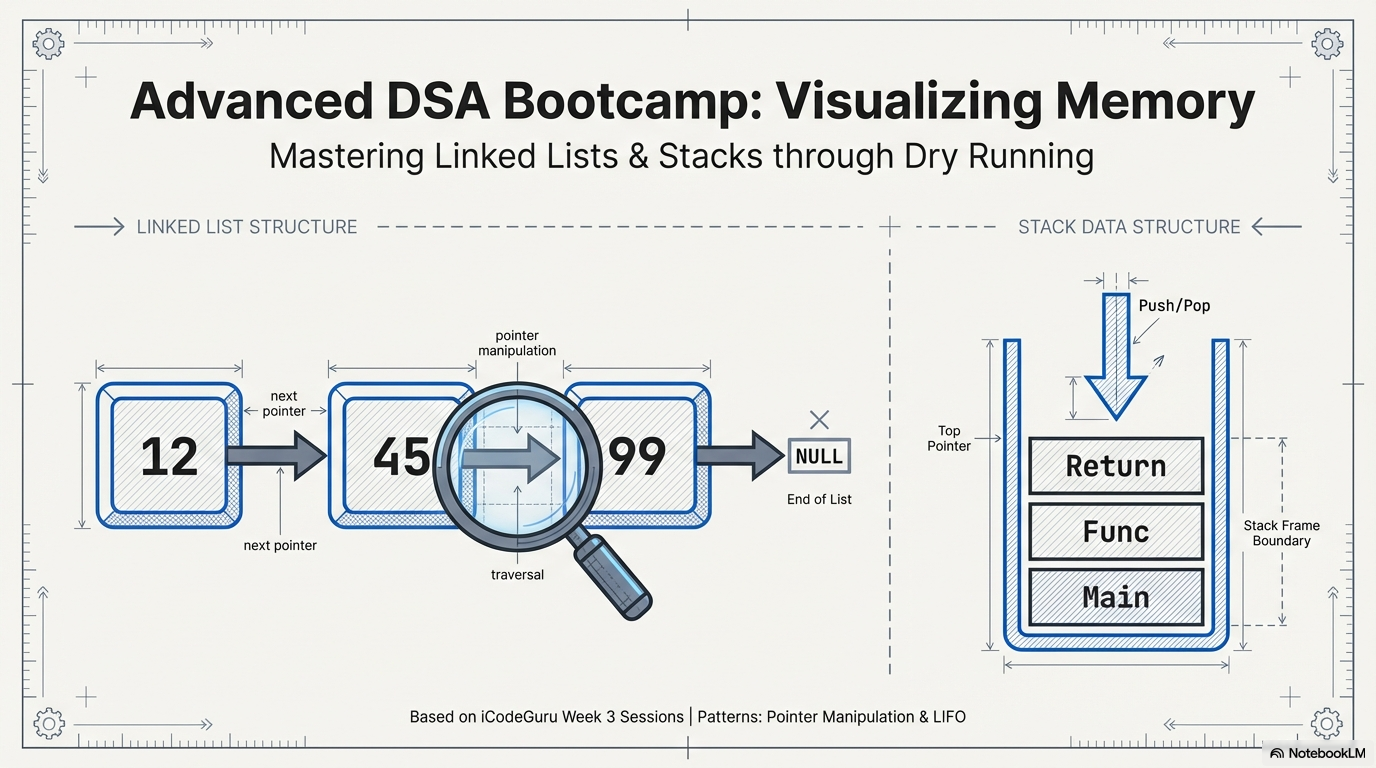 Advanced DSA Bootcamp: Visualizing Memory
Mastering Linked Lists & Stacks through Dry Running
LINKED LIST STRUCTURE
STACK DATA STRUCTURE
12
next
pointer
next pointer
45
pointer
manipulation
traversal
99
NULL
End of List
Push/Pop
Top
Pointer
Return
Func
Main
Stack Frame
Boundary
Based on iCodeGuru Week 3 Sessions | Patterns: Pointer Manipulation & LIFO
NotebookLM